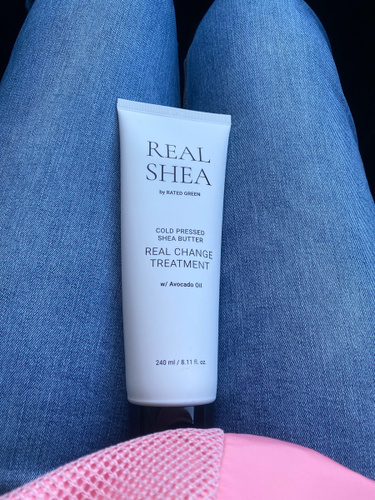 REAL
SHEA
by RATED GREEN
COLD PRESSED
SHEA BUTTER
REAL CHANGE
TREATMENT
w/ Avocado Oil
240 ml / 8.11 fl. oz